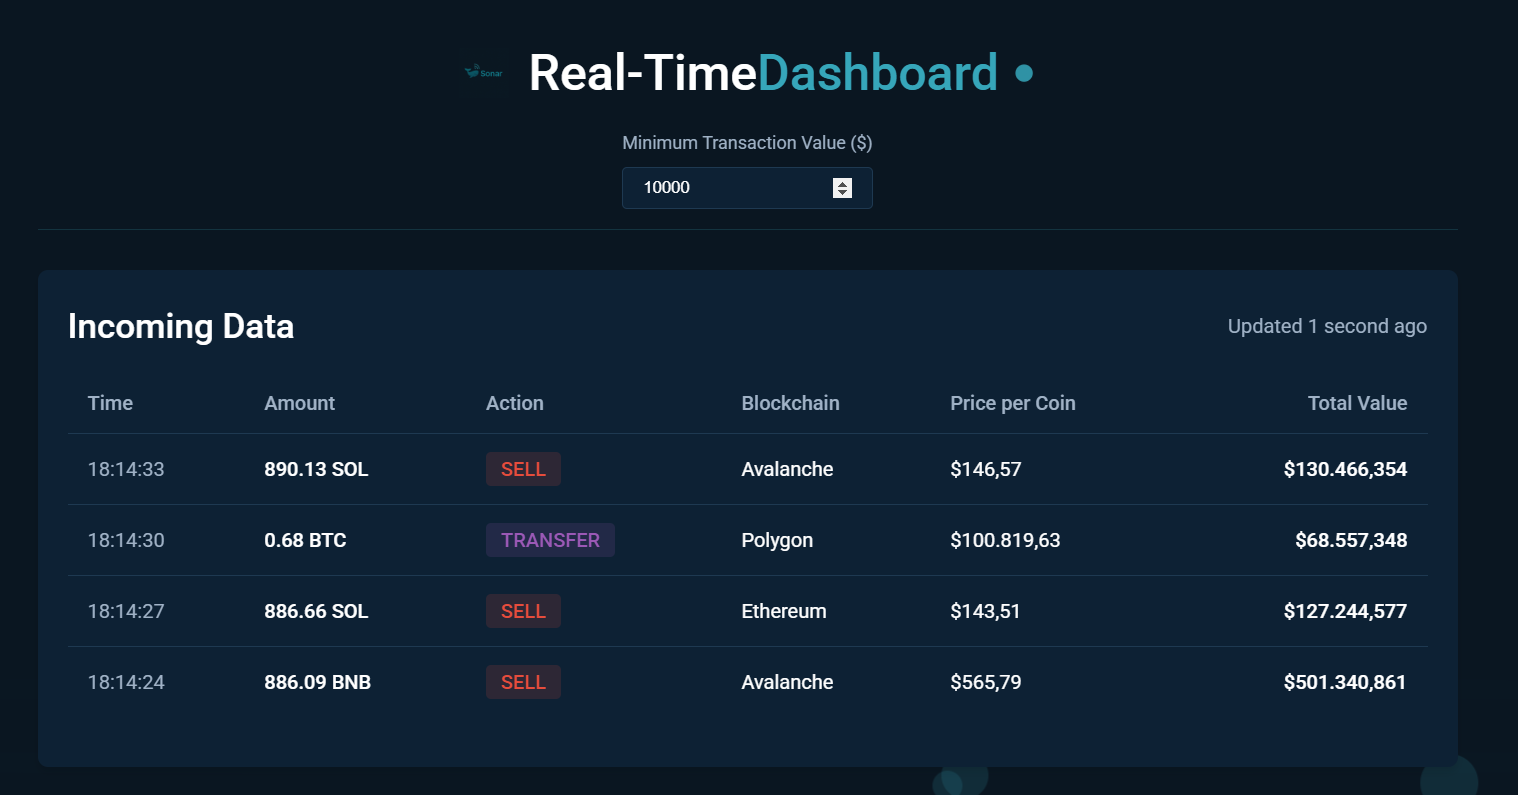 Sonar Real-TimeDashboard
Minimum Transaction Value ($)
10000
Incoming Data Updated 1 second ago
Time Amount Action Blockchain Price per Coin Total Value
18:14:33 890.13 SOL SELL Avalanche $146,57 $130.466,354
18:14:30 0.68 BTC TRANSFER Polygon $100.819,63 $68.557,348
18:14:27 886.66 SOL SELL Ethereum $143,51 $127.244,577
18:14:24 886.09 BNB SELL Avalanche $565,79 $501.340,861